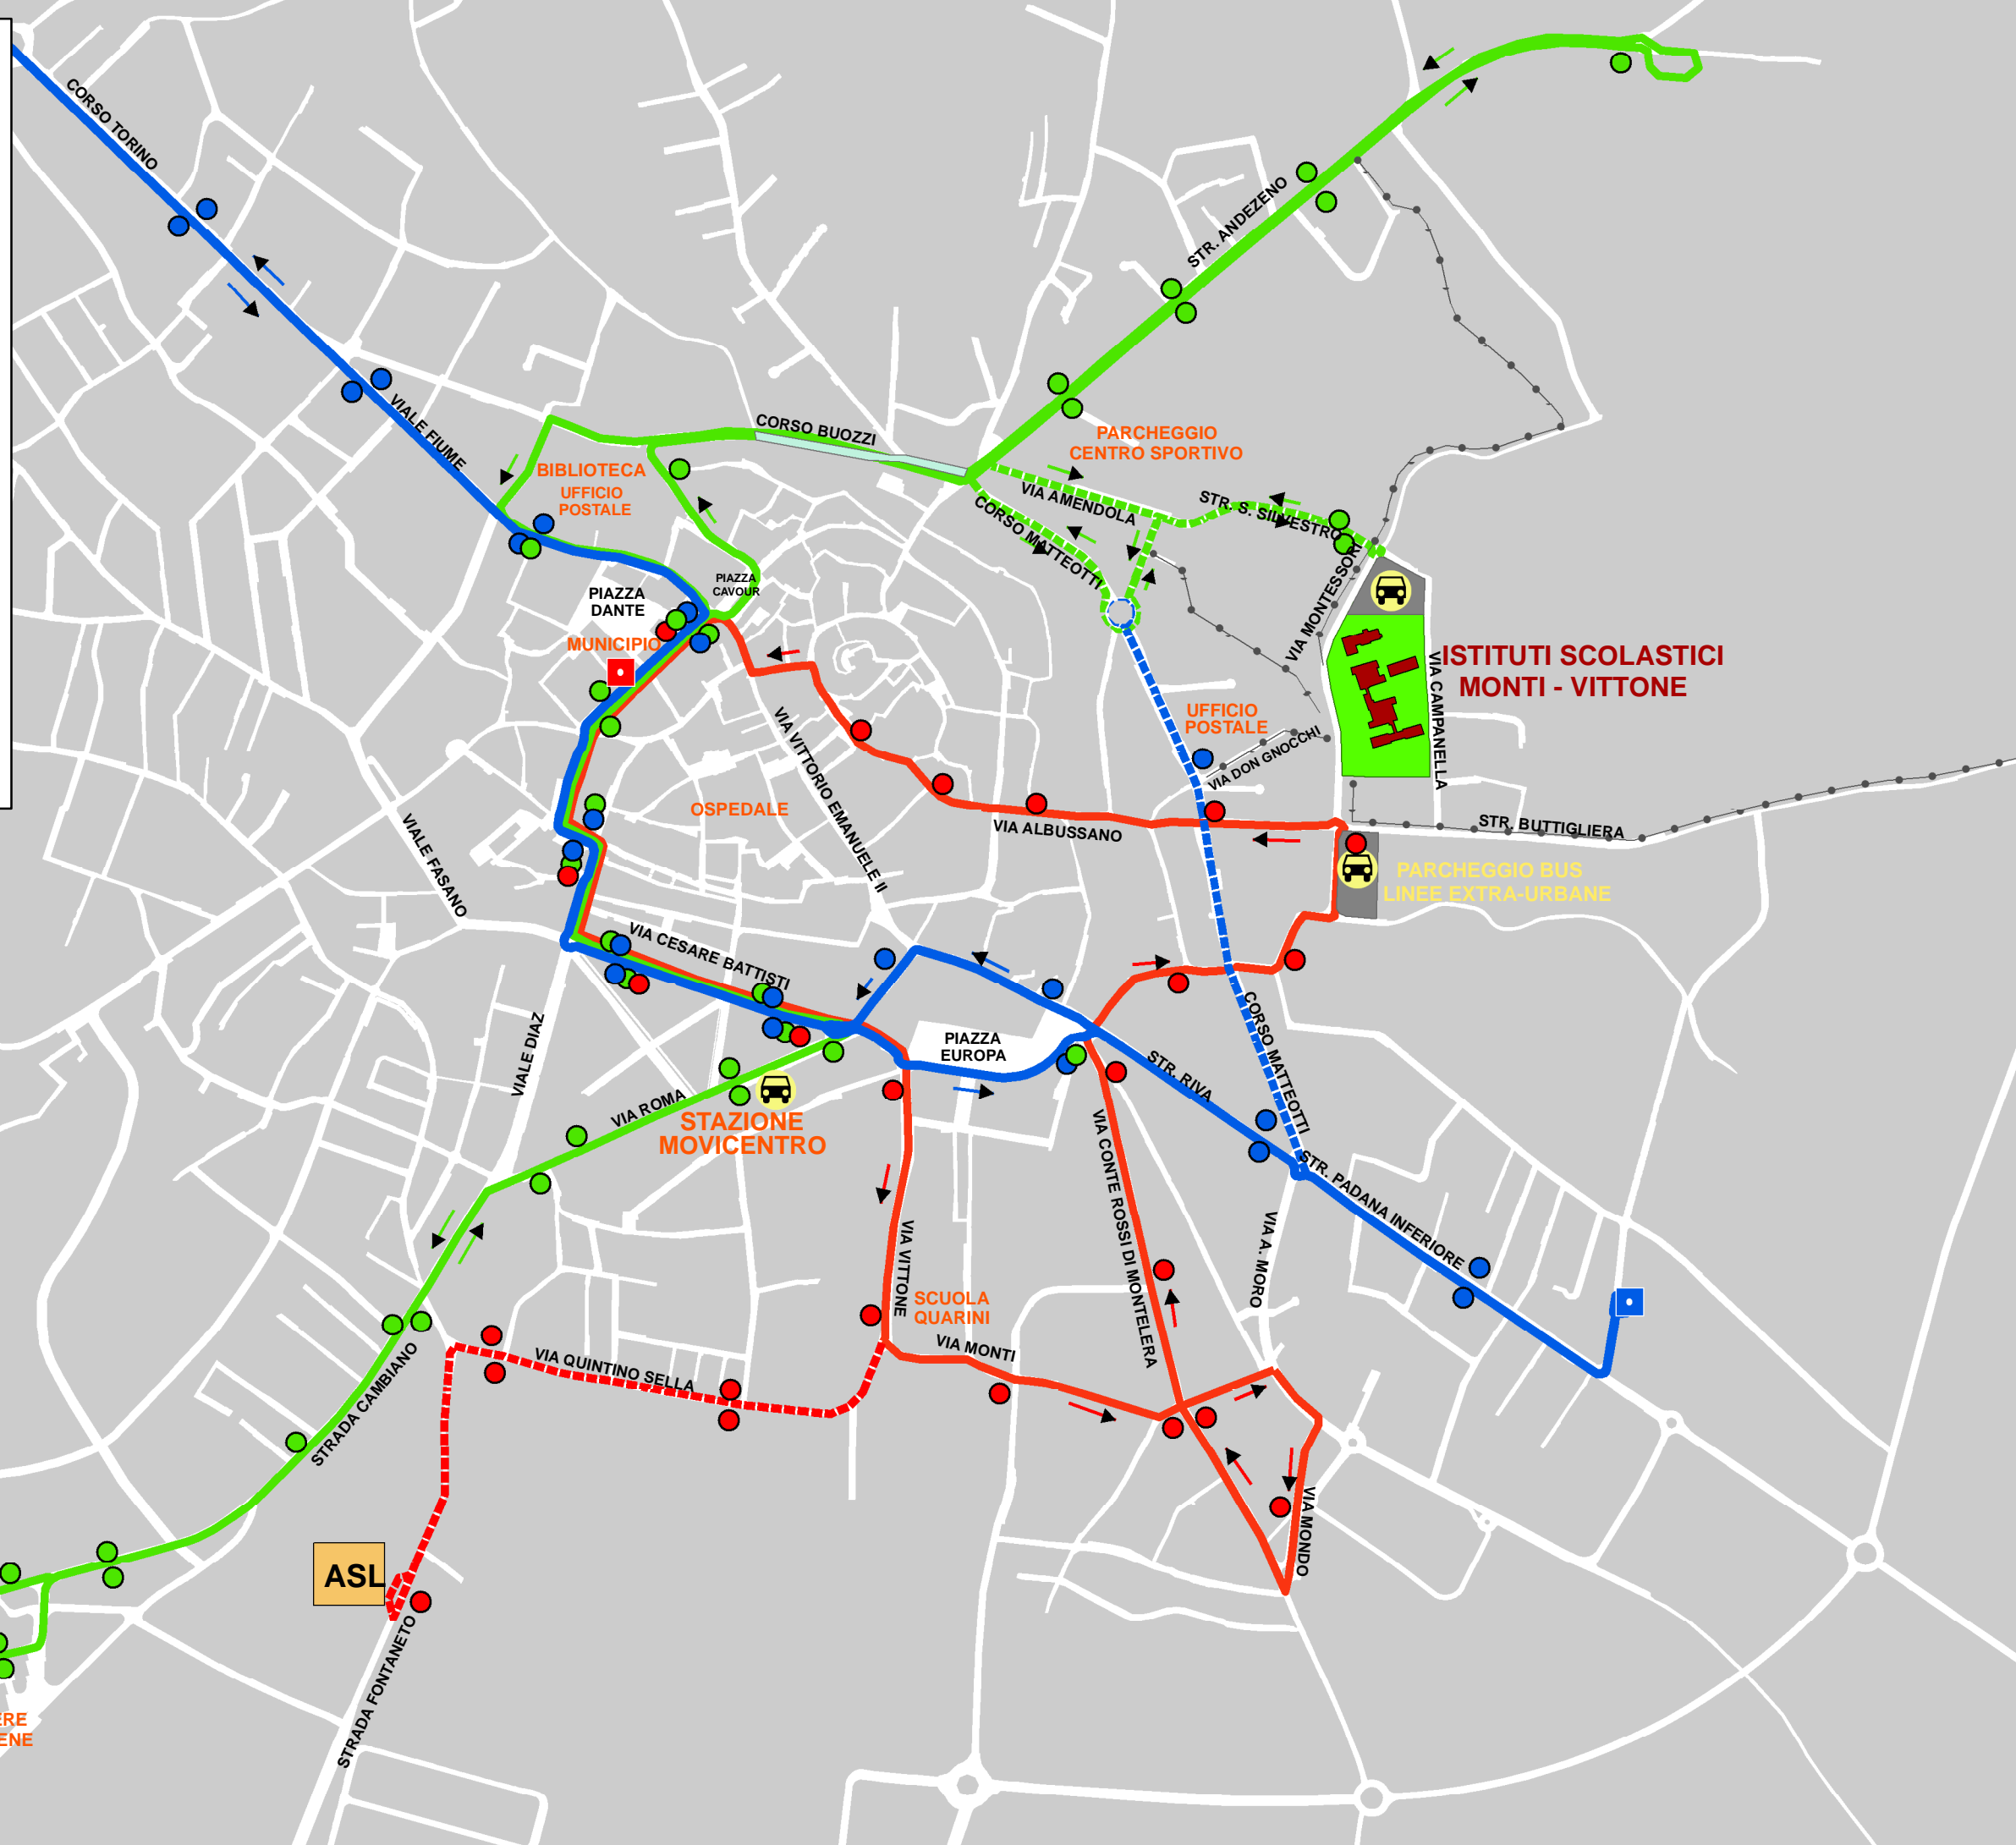 CORSO TORINO
STR. ANDEZENO
VIALE FIUME
CORSO BUOZZI
PARCHEGGIO
CENTRO SPORTIVO
BIBLIOTECA
UFFICIO
POSTALE
VIA AMENDOLA
STR. S. SILVESTRO
CORSO MATTEOTTI
VIA MONTESSORI
PIAZZA
CAVOUR
PIAZZA
DANTE
MUNICIPIO
ISTITUTI SCOLASTICI
MONTI - VITTONE
VIA CAMPANELLA
UFFICIO
POSTALE
VIA DON GNOCCHI
VIA VITTORIO EMANUELE II
OSPEDALE
VIA ALBUSSANO
STR. BUTTIGLIERA
VIALE FASANO
PARCHEGGIO BUS
LINEE EXTRA-URBANE
VIA CESARE BATTISTI
PIAZZA
EUROPA
CORSO MATTEOTTI
VIALE DIAZ
STR. RIVA
VIA ROMA
STAZIONE
MOVICENTRO
VIA CONTE ROSSI DI MONTELERA
STR. PADANA INFERIORE
VIA A. MORO
VIA VITTONE
SCUOLA
QUARINI
VIA MONTI
VIA QUINTINO SELLA
STRADA CAMBIANO
VIA MONDO
ASL
STRADA FONTANETO
ERE
ENE